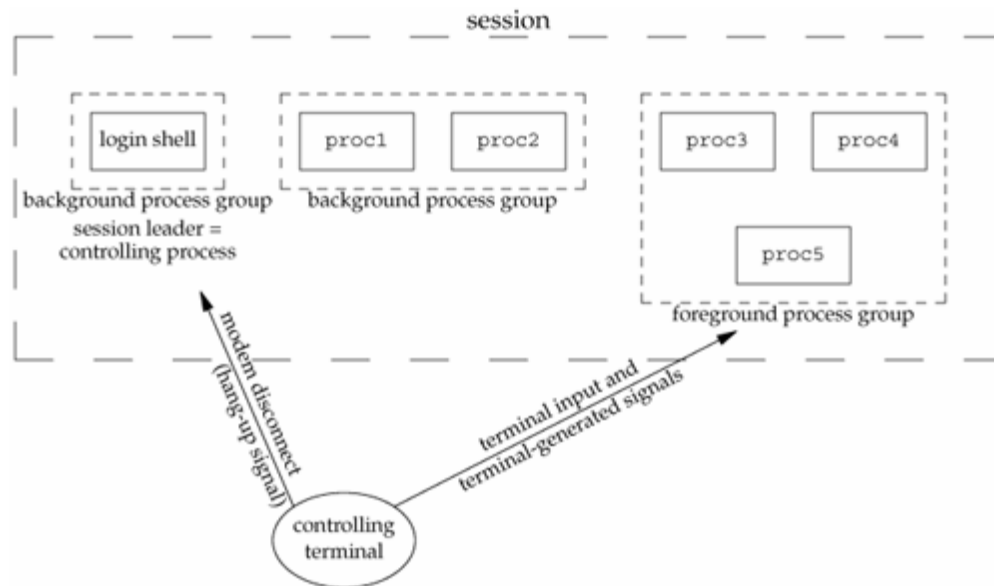 session
login shell
proc1
proc2
proc3
proc4
background process group
session leader =
controlling process
background process group
proc5
foreground process group
modem disconnect
(hang-up signal)
terminal input and
terminal-generated signals
controlling
terminal